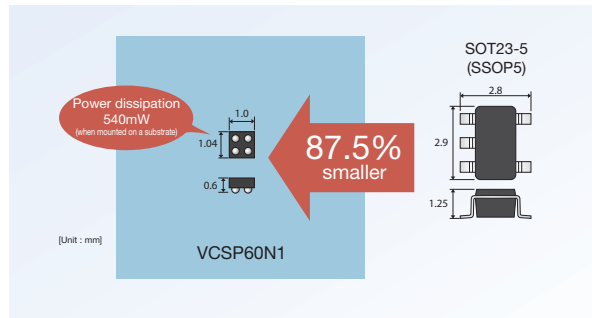 SOT23-5
(SSOP5)
Power dissipation
540mW
(when mounted on a substrate)
1.0
1.04
0.6
87.5%
smaller
2.8
2.9
1.25
[Unit : mm]
VCSP60N1